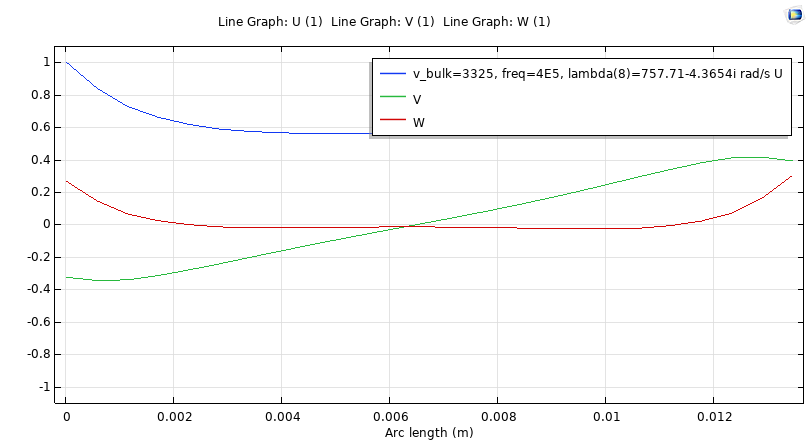 Line Graph: U (1) Line Graph: V (1) Line Graph: W (1)
v_bulk=3325, freq=4E5, lambda(8)=757.71-4.3654i rad/s U
V
W
1
0.8
0.6
0.4
0.2
0
-0.2
-0.4
-0.6
-0.8
-1
0 0.002 0.004 0.006 0.008 0.01 0.012
Arc length (m)